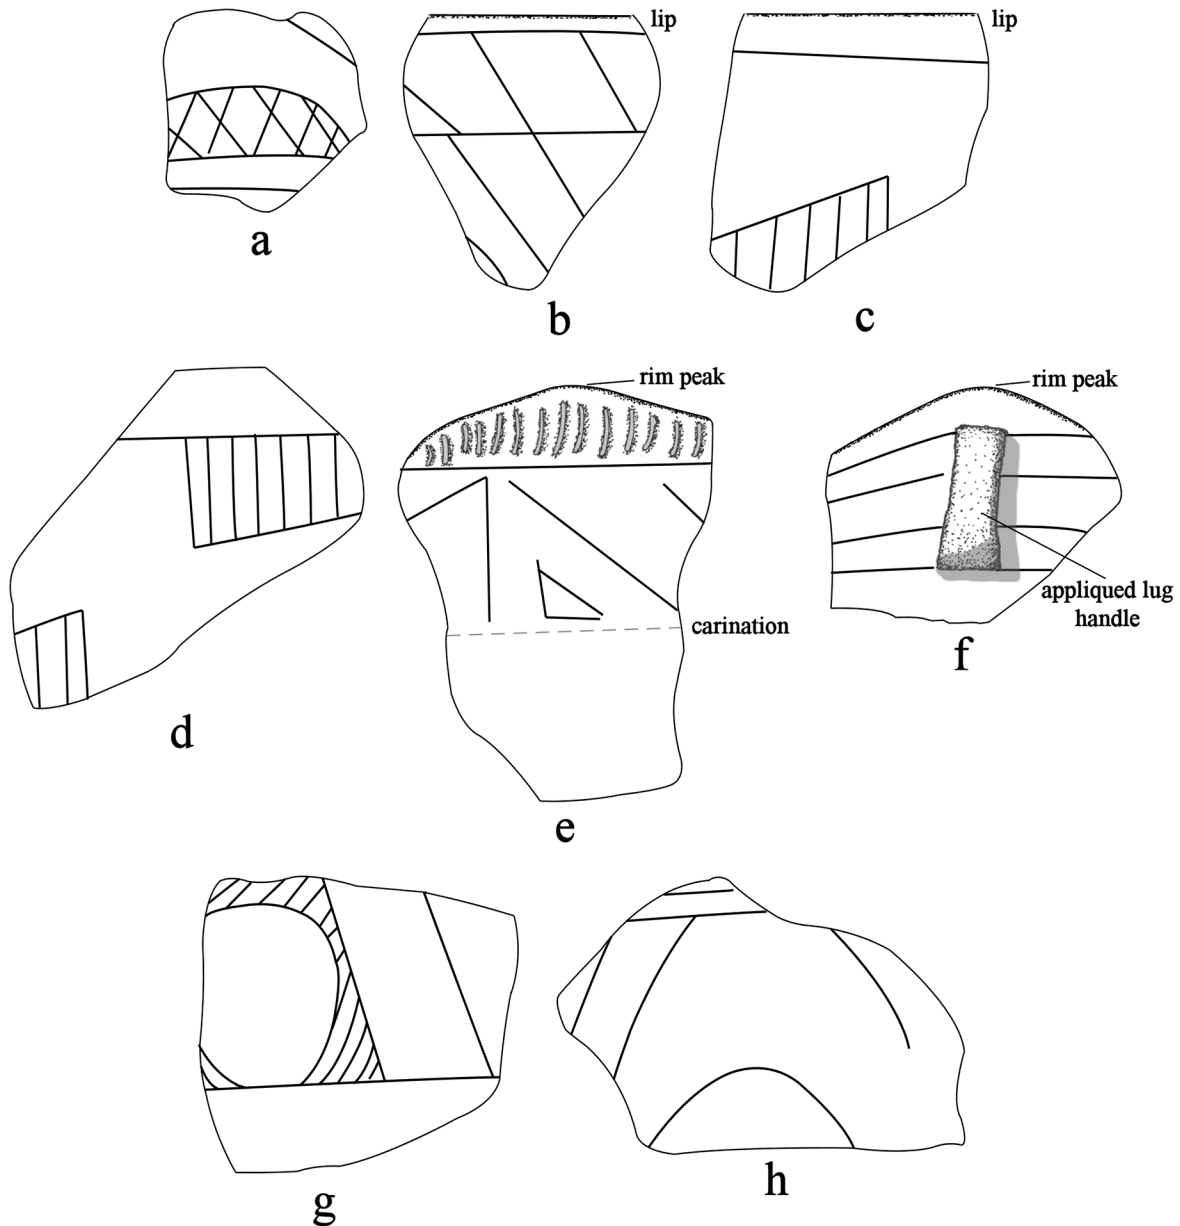 lip
lip
a
b
c
rim peak
rim peak
appliqued lug
handle
carination
d
e
f
g
h